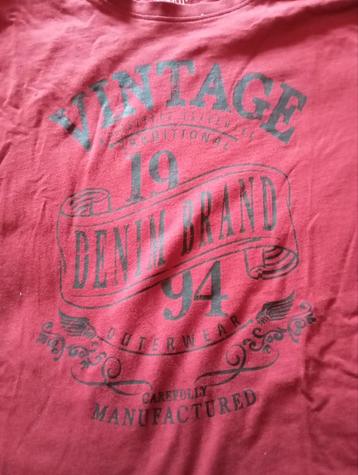 VINTAGE
TRADITIONAL
19
DENIM BRAND
94
OUTERWEAR
CAREFULLY
MANUFACTURED